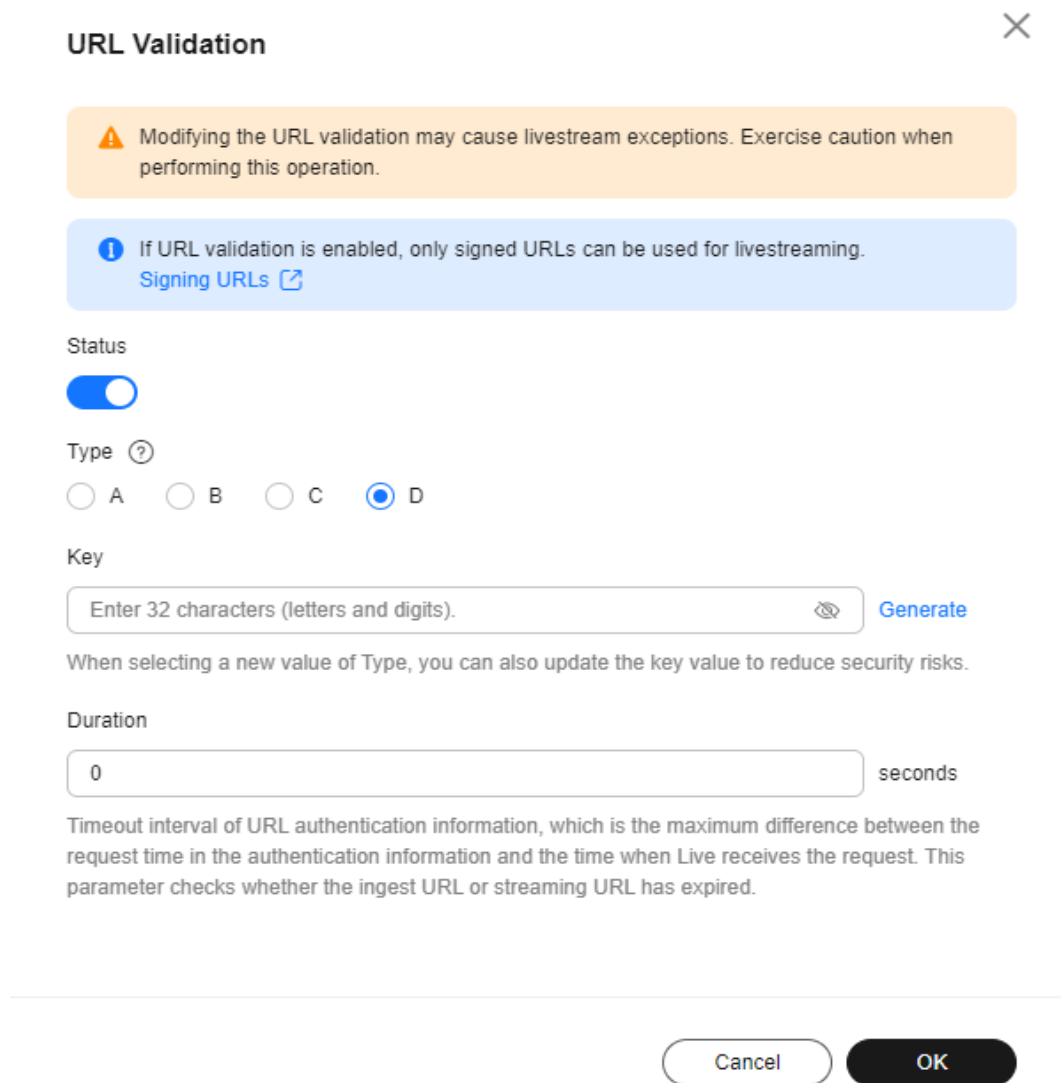 URL Validation
Modifying the URL validation may cause livestream exceptions. Exercise caution when
performing this operation.
If URL validation is enabled, only signed URLs can be used for livestreaming.
Signing URLs
Status
Type ?
A B C D
Key
Enter 32 characters (letters and digits). Generate
When selecting a new value of Type, you can also update the key value to reduce security risks.
Duration
0 seconds
Timeout interval of URL authentication information, which is the maximum difference between the
request time in the authentication information and the time when Live receives the request. This
parameter checks whether the ingest URL or streaming URL has expired.
Cancel OK